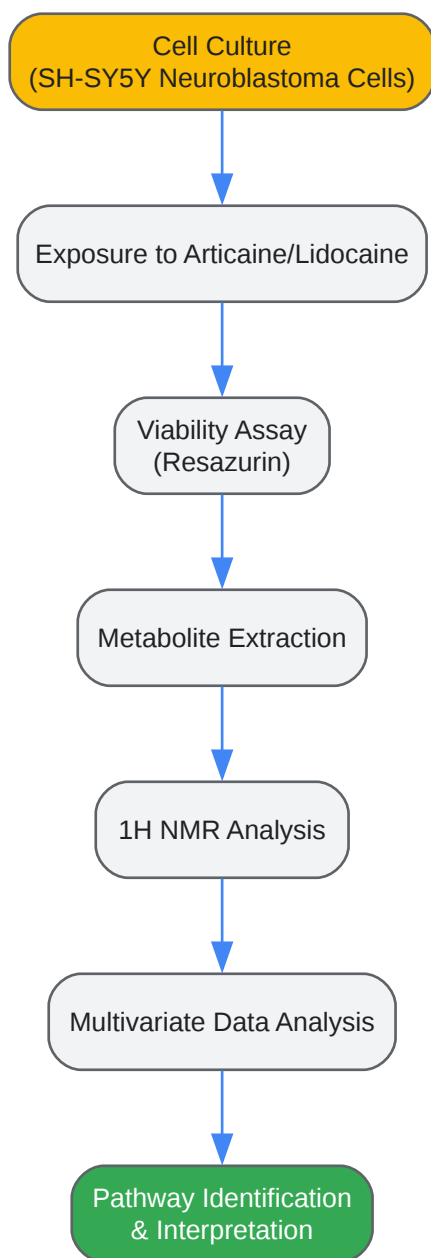 Cell Culture
(SH-SY5Y Neuroblastoma Cells)
Exposure to Articaine/Lidocaine
Viability Assay
(Resazurin)
Metabolite Extraction
1H NMR Analysis
Multivariate Data Analysis
Pathway Identification
& Interpretation